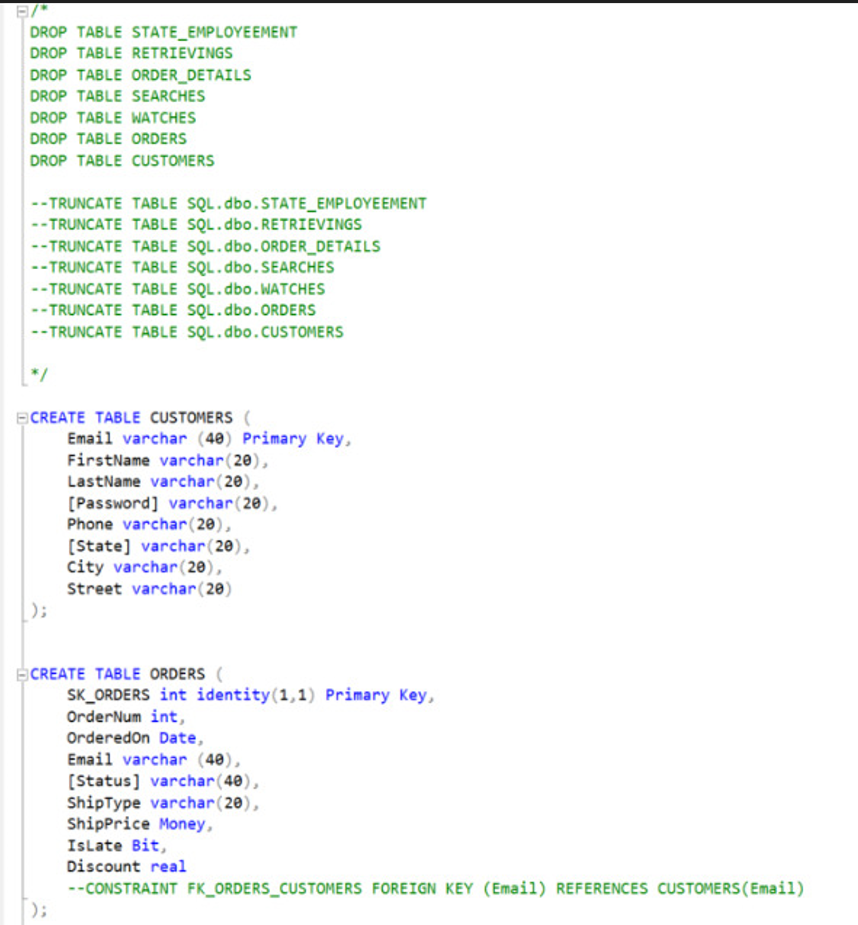 /*
DROP TABLE STATE_EMPLOYEEMENT
DROP TABLE RETRIEVINGS
DROP TABLE ORDER_DETAILS
DROP TABLE SEARCHES
DROP TABLE WATCHES
DROP TABLE ORDERS
DROP TABLE CUSTOMERS
--TRUNCATE TABLE SQL.dbo.STATE_EMPLOYEEMENT
--TRUNCATE TABLE SQL.dbo.RETRIEVINGS
--TRUNCATE TABLE SQL.dbo.ORDER_DETAILS
--TRUNCATE TABLE SQL.dbo.SEARCHES
--TRUNCATE TABLE SQL.dbo.WATCHES
--TRUNCATE TABLE SQL.dbo.ORDERS
--TRUNCATE TABLE SQL.dbo.CUSTOMERS
*/
CREATE TABLE CUSTOMERS (
Email varchar (40) Primary Key,
FirstName varchar(20),
LastName varchar(20),
[Password] varchar(20),
Phone varchar(20),
[State] varchar(20),
City varchar(20),
Street varchar(20)
);
CREATE TABLE ORDERS (
SK_ORDERS int identity(1,1) Primary Key,
OrderNum int,
OrderedOn Date,
Email varchar (40),
[Status] varchar(40),
ShipType varchar(20),
ShipPrice Money,
IsLate Bit,
Discount real
--CONSTRAINT FK_ORDERS_CUSTOMERS FOREIGN KEY (Email) REFERENCES CUSTOMERS(Email)
);